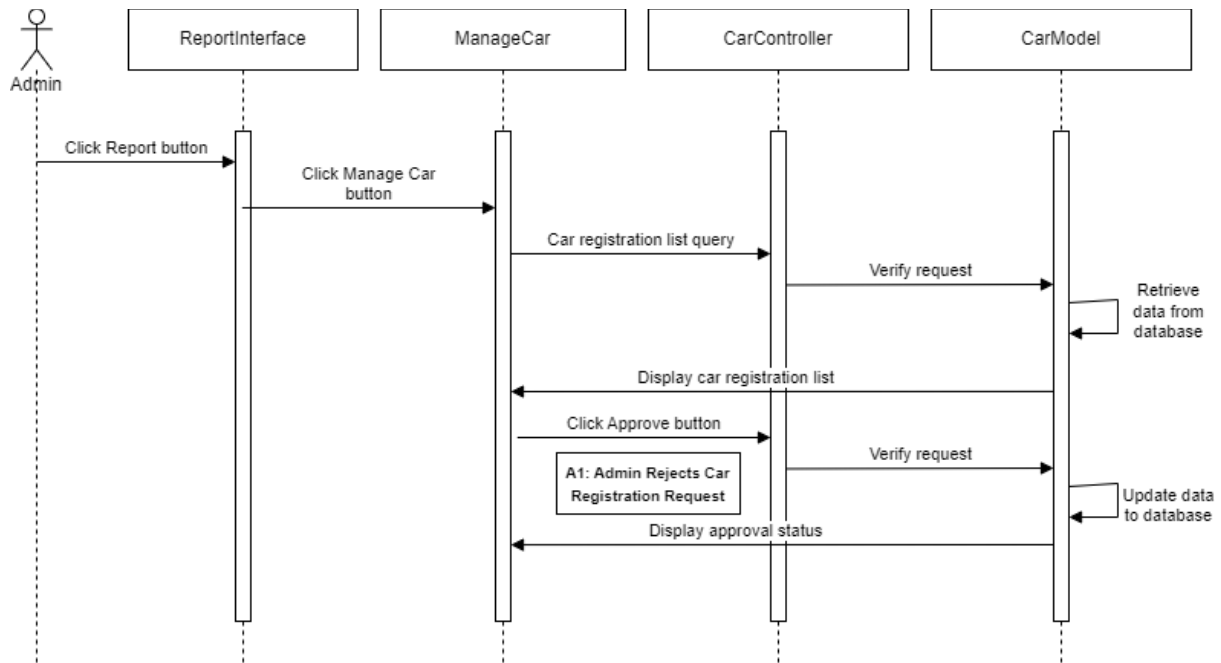 ReportInterface
ManageCar
CarController
CarModel
Admin
Click Report button
Click Manage Car
button
Car registration list query
Verify request
Retrieve
data from
database
Display car registration list
Click Approve button
Verify request
A1: Admin Rejects Car
Registration Request
Update data
to database
Display approval status